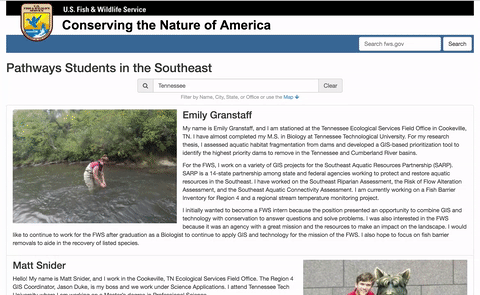 U.S. Fish & Wildlife Service
Conserving the Nature of America
Search fws.gov
Search
Pathways Students in the Southeast
Tennessee
Clear
Filter by Name, City, State, or Office or use the Map
Emily Granstaff
My name is Emily Granstaff, and I am stationed at the Tennessee Ecological Services Field Office in Cookeville,
TN. I have almost completed my M.S. in Biology at Tennessee Technological University. For my research
thesis, I assessed aquatic habitat fragmentation from dams and developed a GIS-based prioritization tool to
identify the highest priority dams to remove in the Tennessee and Cumberland River basins.
For the FWS, I work on a variety of GIS projects for the Southeast Aquatic Resources Partnership (SARP).
SARP is a 14-state partnership among state and federal agencies working to protect and restore aquatic
resources in the Southeast. I have worked on the Southeast Riparian Assessment, the Risk of Flow Alteration
Assessment, and the Southeast Aquatic Connectivity Assessment. I am currently working on a Fish Barrier
Inventory for Region 4 and a regional stream temperature monitoring project.
I initially wanted to become a FWS intern because the position presented an opportunity to combine GIS and
technology with conservation to answer questions and solve problems. I was also interested in the FWS
because it was an agency with a great mission and the resources to make an impact on the landscape. I would
like to continue to work for the FWS after graduation as a Biologist to continue to apply GIS and technology for the mission of the FWS. I also hope to focus on fish barrier
removals to aide in the recovery of listed species.
Matt Snider
Hello! My name is Matt Snider, and I work in the Cookeville, TN Ecological Services Field Office. The Region 4
GIS Coordinator, Jason Duke, is my boss and we work under Science Applications. I attend Tennessee Tech